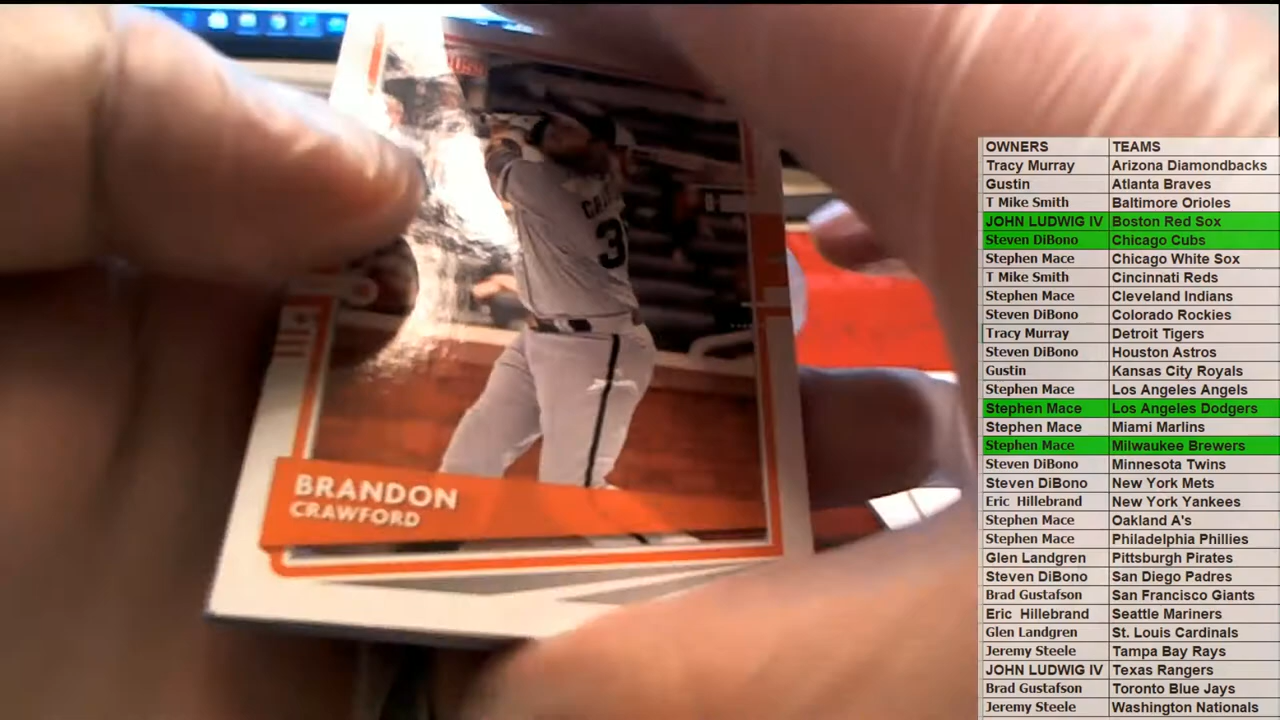 BRANDON
CRAWFORD
OWNERS TEAMS
Tracy Murray Arizona Diamondbacks
Gustin Atlanta Braves
T Mike Smith Baltimore Orioles
JOHN LUDWIG IV Boston Red Sox
Steven DiBono Chicago Cubs
Stephen Mace Chicago White Sox
T Mike Smith Cincinnati Reds
Stephen Mace Cleveland Indians
Steven DiBono Colorado Rockies
Tracy Murray Detroit Tigers
Steven DiBono Houston Astros
Gustin Kansas City Royals
Stephen Mace Los Angeles Angels
Stephen Mace Los Angeles Dodgers
Stephen Mace Miami Marlins
Stephen Mace Milwaukee Brewers
Steven DiBono Minnesota Twins
Steven DiBono New York Mets
Eric Hillebrand New York Yankees
Stephen Mace Oakland A's
Stephen Mace Philadelphia Phillies
Glen Landgren Pittsburgh Pirates
Steven DiBono San Diego Padres
Brad Gustafson San Francisco Giants
Eric Hillebrand Seattle Mariners
Glen Landgren St. Louis Cardinals
Jeremy Steele Tampa Bay Rays
JOHN LUDWIG IV Texas Rangers
Brad Gustafson Toronto Blue Jays
Jeremy Steele Washington Nationals